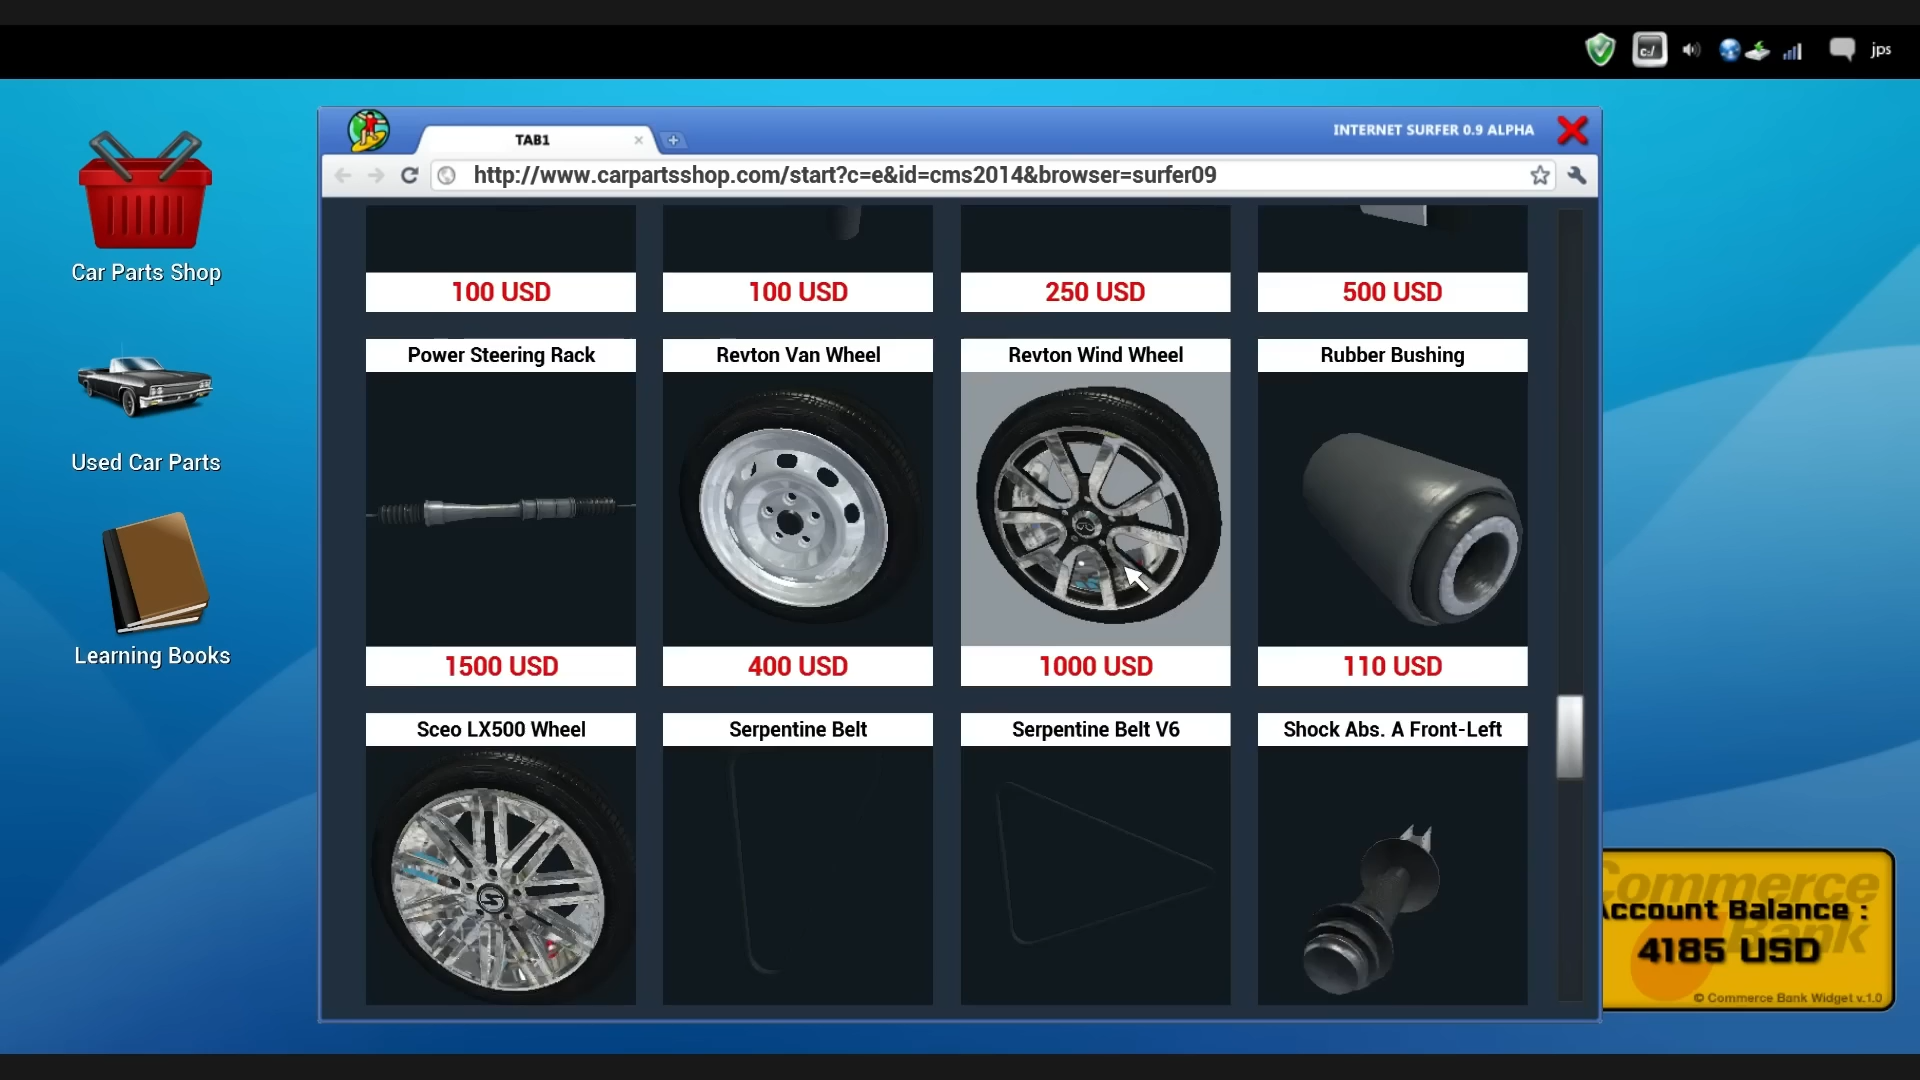 jps
TAB1
INTERNET SURFER 0.9 ALPHA
http://www.carpartsshop.com/start?c=e&id=cms2014&browser=surfer09
Car Parts Shop
Used Car Parts
Learning Books
100 USD
100 USD
250 USD
500 USD
Power Steering Rack
Revton Van Wheel
Revton Wind Wheel
Rubber Bushing
1500 USD
400 USD
1000 USD
110 USD
Sceo LX500 Wheel
Serpentine Belt
Serpentine Belt V6
Shock Abs. A Front-Left
Commerce
Bank
Account Balance :
4185 USD
© Commerce Bank Widget v.1.0
c:/